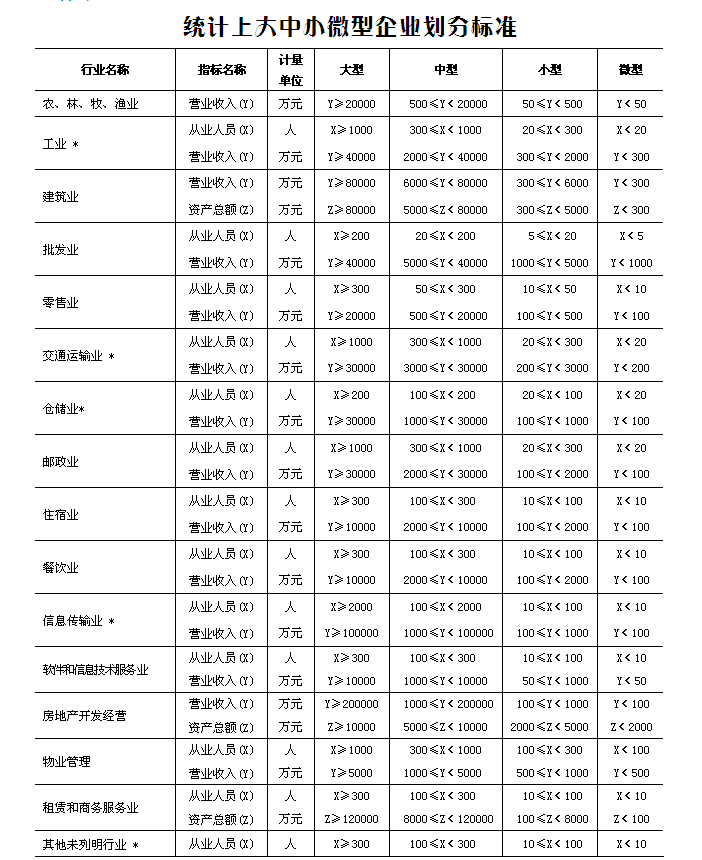 统计上大中小微型企业划分标准
行业名称 指标名称 计量单位 大型 中型 小型 微型
农、林、牧、渔业 营业收入(Y) 万元 Y≥20000 500≤Y<20000 50≤Y<500 Y<50
工业 * 从业人员(X) 人 X≥1000 300≤X<1000 20≤X<300 X<20
营业收入(Y) 万元 Y≥40000 2000≤Y<40000 300≤Y<2000 Y<300
建筑业 营业收入(Y) 万元 Y≥80000 6000≤Y<80000 300≤Y<6000 Y<300
资产总额(Z) 万元 Z≥80000 5000≤Z<80000 300≤Z<5000 Z<300
批发业 从业人员(X) 人 X≥200 20≤X<200 5≤X<20 X<5
营业收入(Y) 万元 Y≥40000 5000≤Y<40000 1000≤Y<5000 Y<1000
零售业 从业人员(X) 人 X≥300 50≤X<300 10≤X<50 X<10
营业收入(Y) 万元 Y≥20000 500≤Y<20000 100≤Y<500 Y<100
交通运输业 * 从业人员(X) 人 X≥1000 300≤X<1000 20≤X<300 X<20
营业收入(Y) 万元 Y≥30000 3000≤Y<30000 200≤Y<3000 Y<200
仓储业* 从业人员(X) 人 X≥200 100≤X<200 20≤X<100 X<20
营业收入(Y) 万元 Y≥30000 1000≤Y<30000 100≤Y<1000 Y<100
邮政业 从业人员(X) 人 X≥1000 300≤X<1000 20≤X<300 X<20
营业收入(Y) 万元 Y≥30000 2000≤Y<30000 100≤Y<2000 Y<100
住宿业 从业人员(X) 人 X≥300 100≤X<300 10≤X<100 X<10
营业收入(Y) 万元 Y≥10000 2000≤Y<10000 100≤Y<2000 Y<100
餐饮业 从业人员(X) 人 X≥300 100≤X<300 10≤X<100 X<10
营业收入(Y) 万元 Y≥10000 2000≤Y<10000 100≤Y<2000 Y<100
信息传输业 * 从业人员(X) 人 X≥2000 100≤X<2000 10≤X<100 X<10
营业收入(Y) 万元 Y≥100000 1000≤Y<100000 100≤Y<1000 Y<100
软件和信息技术服务业 从业人员(X) 人 X≥300 100≤X<300 10≤X<100 X<10
营业收入(Y) 万元 Y≥10000 1000≤Y<10000 50≤Y<1000 Y<50
房地产开发经营 营业收入(Y) 万元 Y≥200000 1000≤Y<200000 100≤Y<1000 Y<100
资产总额(Z) 万元 Z≥10000 5000≤Z<10000 2000≤Z<5000 Z<2000
物业管理 从业人员(X) 人 X≥1000 300≤X<1000 100≤X<300 X<100
营业收入(Y) 万元 Y≥5000 1000≤Y<5000 500≤Y<1000 Y<500
租赁和商务服务业 从业人员(X) 人 X≥300 100≤X<300 10≤X<100 X<10
资产总额(Z) 万元 Z≥120000 8000≤Z<120000 100≤Z<8000 Z<100
其他未列明行业 * 从业人员(X) 人 X≥300 100≤X<300 10≤X<100 X<10